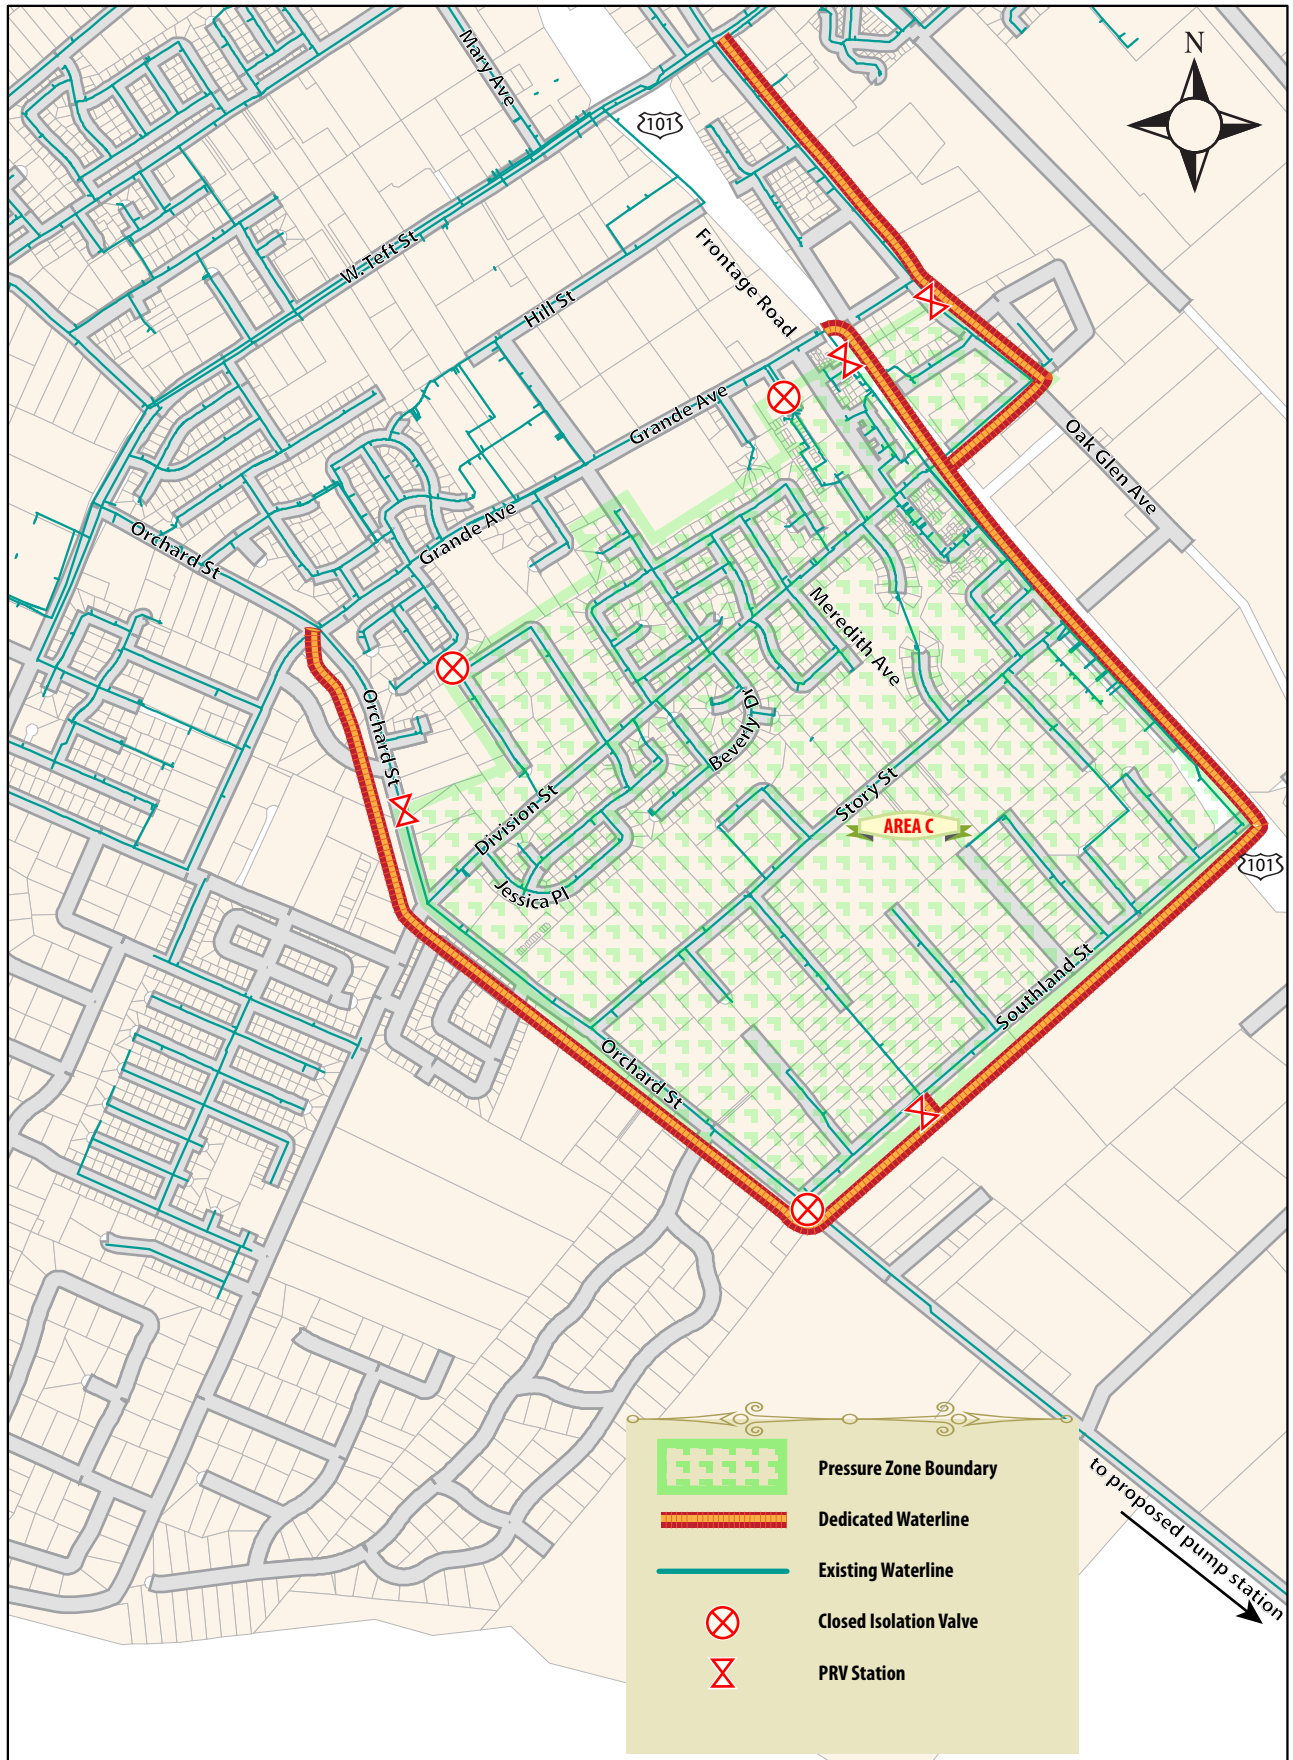 N
Mary Ave
101
W. Teft St
Frontage Road
Hill St
Grande Ave
Oak Glen Ave
Grande Ave
Orchard St
Meredith Ave
Orchard St
Beverly Dr
Story St
Division St
AREA C
101
Jessica Pl
Southland St
Orchard St
to proposed pump station
Pressure Zone Boundary
Dedicated Waterline
Existing Waterline
Closed Isolation Valve
PRV Station